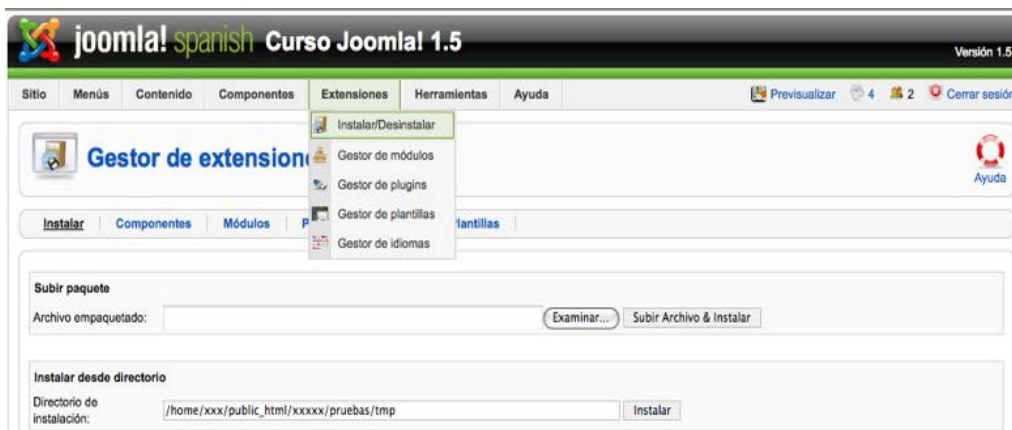 joomla! spanish Curso Joomla! 1.5
Versión 1.5
Sitio Menús Contenido Componentes Extensiones Herramientas Ayuda Previsualizar 4 2 Cerrar sesión
Instalar/Desinstalar
Gestor de módulos
Gestor de plugins
Gestor de plantillas
Gestor de idiomas
Gestor de extension
Ayuda
Instalar Componentes Módulos P lantillas
Subir paquete
Archivo empaquetado: Examinar... Subir Archivo & Instalar
Instalar desde directorio
Directorio de
instalación: /home/xxx/public_html/xxxxx/pruebas/tmp Instalar